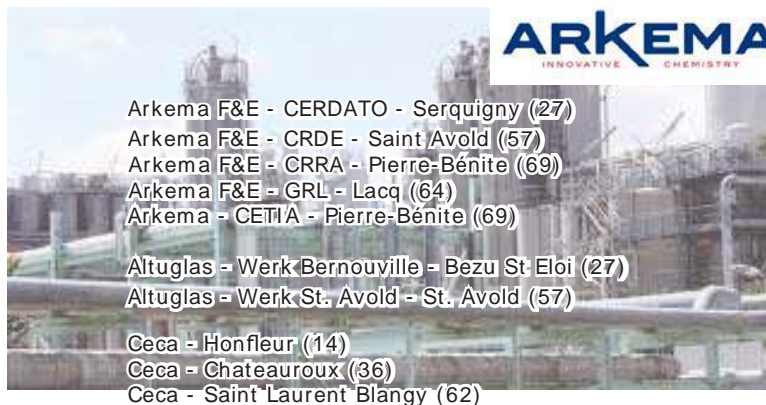 ARKEMA
INNOVATIVE CHEMISTRY
Arkema F&E - CERDATO - Serquigny (27)
Arkema F&E - CRDE - Saint Avold (57)
Arkema F&E - CRRA - Pierre-Bénite (69)
Arkema F&E - GRL - Lacq (64)
Arkema - CETIA - Pierre-Bénite (69)
Altuglas - Werk Bernouville - Bezu St Eloi (27)
Altuglas - Werk St. Avold - St. Avold (57)
Ceca - Honfleur (14)
Ceca - Chateauroux (36)
Ceca - Saint Laurent Blangy (62)